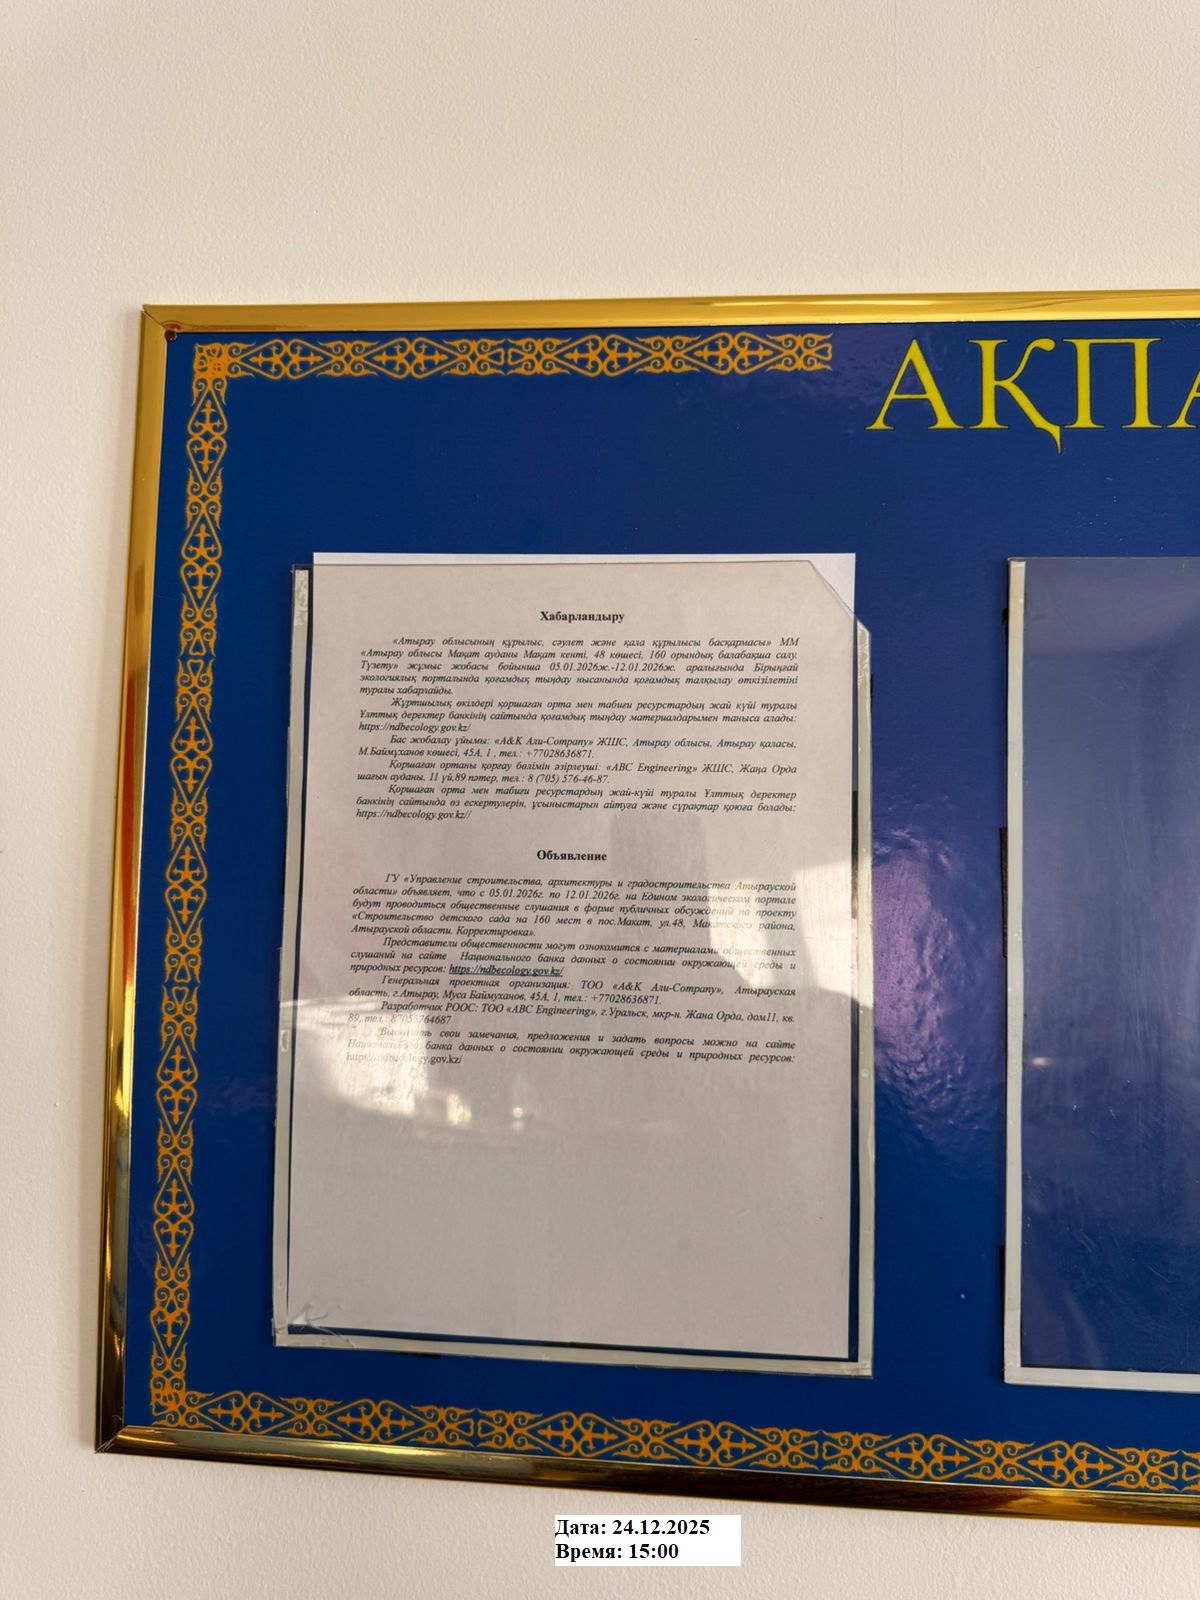 АҚПА
Хабарландыру
«Атырау облысының құрылыс, сәулет және қала құрылысы басқармасы» ММ
«Атырау облысы Мақат ауданы Мақат кенті, 48 көшесі, 160 орындық балабақша салу.
Түзету» жұмыс жобасы бойынша 05.01.2026ж.-12.01.2026ж. аралығында Бірыңғай
экологиялық порталында қоғамдық тыңдау нысанында қоғамдық талқылау өткізілетіні
туралы хабарлайды.
Жұртшылық өкілдері қоршаған орта мен табиғи ресурстардың жай күйі туралы
Ұлттық деректер банкінің сайтында қоғамдық тыңдау материалдарымен таныса алады:
https://ndbecology.gov.kz/
Бас жобалау ұйымы: «A&K Али-Company» ЖШС, Атырау облысы, Атырау қаласы,
М.Баймұханов көшесі, 45А, 1 , тел.: +77028636871.
Қоршаған ортаны қорғау бөлімін әзірлеуші: «ABC Engineering» ЖШС, Жаңа Орда
шағын ауданы, 11 үй,89 пәтер, тел.: 8 (705) 576-46-87.
Қоршаған орта мен табиғи ресурстардың жай-күйі туралы Ұлттық деректер
банкінің сайтында өз ескертулерін, ұсыныстарын айтуға және сұрақтар қоюға болады:
https://ndbecology.gov.kz//
Объявление
ГУ «Управление строительства, архитектуры и градостроительства Атырауской
области» объявляет, что с 05.01.2026г. по 12.01.2026г. на Едином экологическом портале
будут проводиться общественные слушания в форме публичных обсуждений по проекту
«Строительство детского сада на 160 мест в пос.Макат, ул.48, Макатского района,
Атырауской области. Корректировка».
Представители общественности могут ознокомится с материалами общественных
слушаний на сайте Национального банка данных о состоянии окружающей среды и
природных ресурсов: https://ndbecology.gov.kz/
Генеральная проектная организация: ТОО «A&K Али-Company», Атырауская
область, г.Атырау, Муса Баймуханов, 45А, 1, тел.: +77028636871.
Разработчик РООС: ТОО «ABC Engineering», г.Уральск, мкр-н. Жана Орда, дом11, кв.
89, тел.: 87055764687
Высказать свои замечания, предложения и задать вопросы можно на сайте
Национального банка данных о состоянии окружающей среды и природных ресурсов:
https://ndbecology.gov.kz/
Дата: 24.12.2025
Время: 15:00